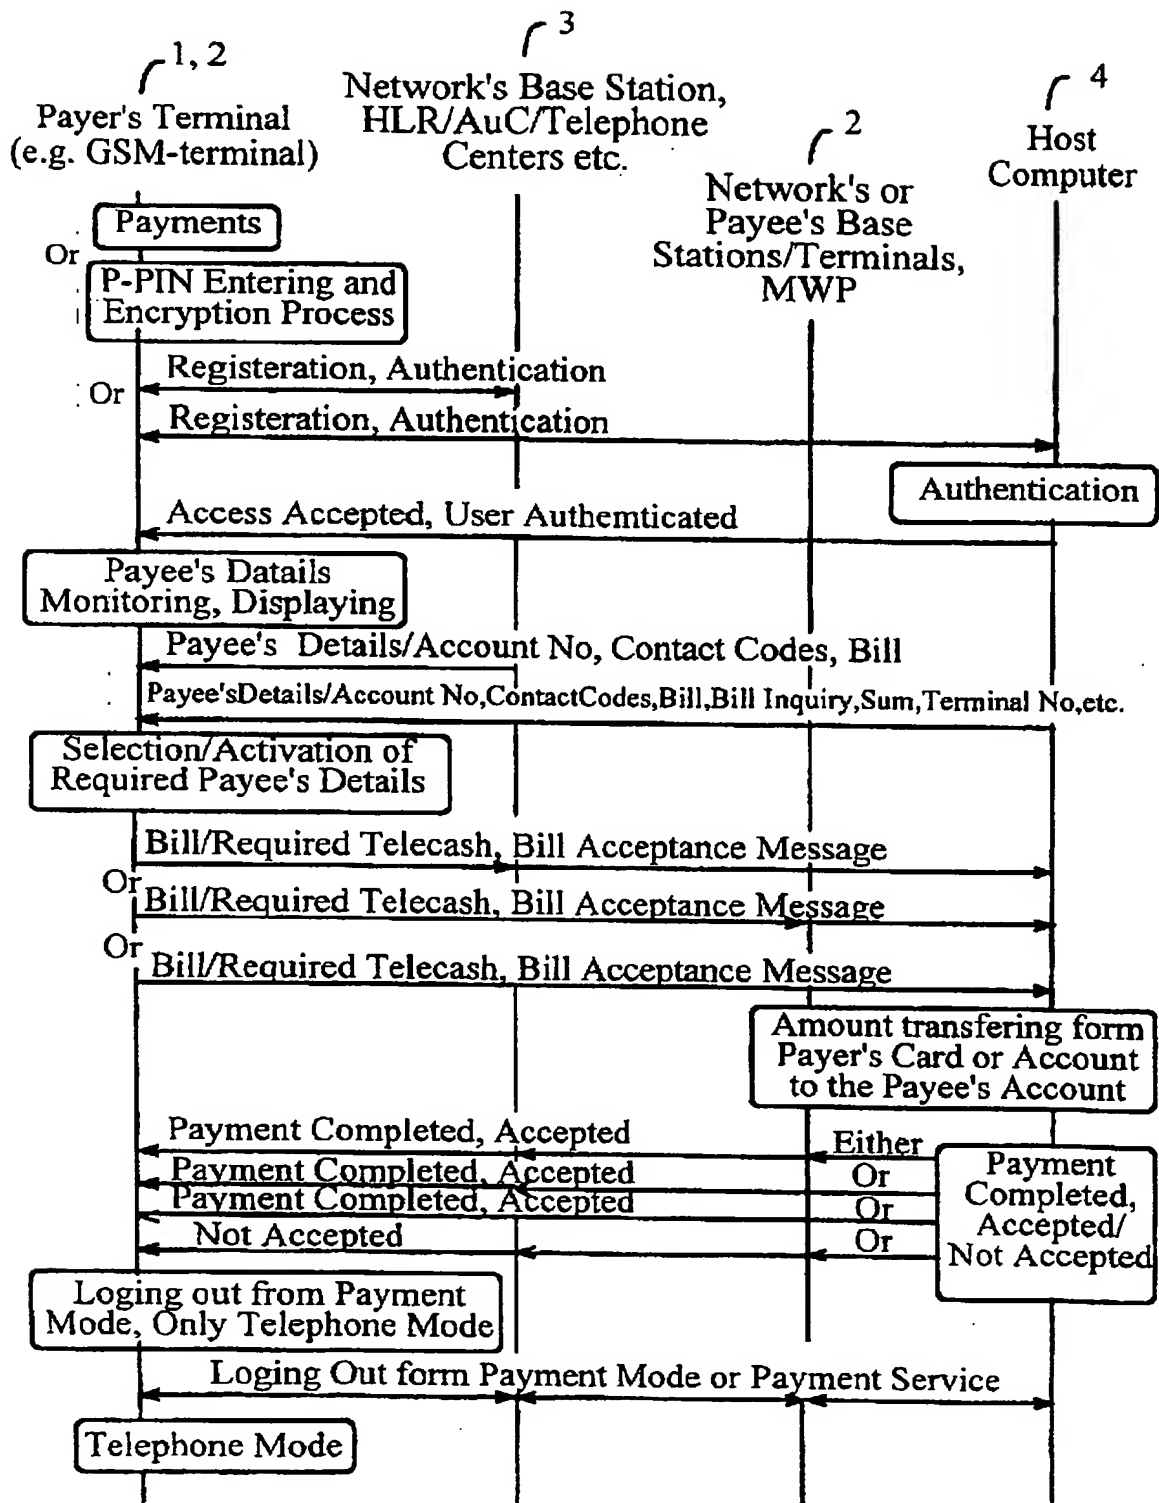 3
1, 2
4
Network's Base Station,
HLR/AuC/Telephone
Centers etc.
Payer's Terminal
(e.g. GSM-terminal)
2
Host
Computer
Network's or
Payee's Base
Stations/Terminals,
MWP
Payments
Or
P-PIN Entering and
Encryption Process
Registeration, Authentication
Or
Registeration, Authentication
Authentication
Access Accepted, User Authemticated
Payee's Datails
Monitoring, Displaying
Payee's Details/Account No, Contact Codes, Bill
Payee'sDetails/Account No,ContactCodes,Bill,Bill Inquiry,Sum,Terminal No,etc.
Selection/Activation of
Required Payee's Details
Bill/Required Telecash, Bill Acceptance Message
Or
Bill/Required Telecash, Bill Acceptance Message
Or
Bill/Required Telecash, Bill Acceptance Message
Amount transfering form
Payer's Card or Account
to the Payee's Account
Payment Completed, Accepted
Either
Payment Completed, Accepted
Or
Payment Completed, Accepted
Or
Not Accepted
Or
Payment
Completed,
Accepted/
Not Accepted
Loging out from Payment
Mode, Only Telephone Mode
Loging Out form Payment Mode or Payment Service
Telephone Mode